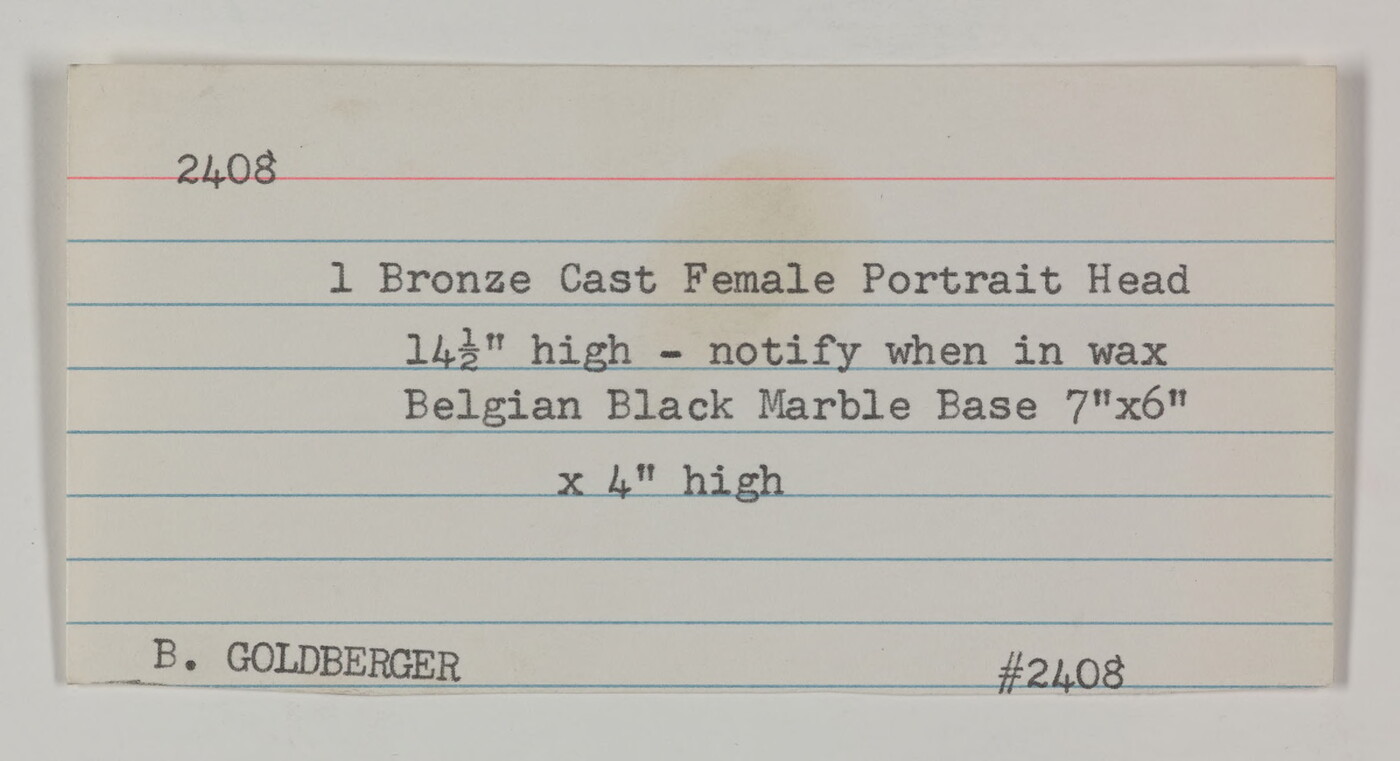 2408
1 Bronze Cast Female Portrait Head
14½" high - notify when in wax
Belgian Black Marble Base 7"x6"
x 4" high
B. GOLDBERGER #2408